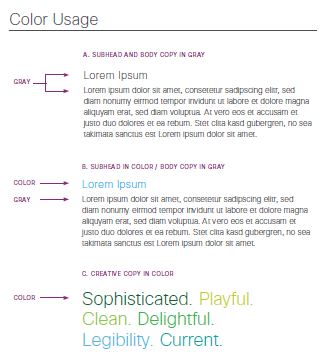 Color Usage
A. SUBHEAD AND BODY COPY IN GRAY
GRAY
Lorem Ipsum
Lorem ipsum dolor sit amet, consetetur sadipscing elitr, sed
diam nonumy eirmod tempor invidunt ut labore et dolore magna
aliquyam erat, sed diam voluptua. At vero eos et accusam et
justo duo dolores et ea rebum. Stet clita kasd gubergren, no sea
takimata sanctus est Lorem ipsum dolor sit amet.
B. SUBHEAD IN COLOR / BODY COPY IN GRAY
COLOR
Lorem Ipsum
GRAY
Lorem ipsum dolor sit amet, consetetur sadipscing elitr, sed
diam nonumy eirmod tempor invidunt ut labore et dolore magna
aliquyam erat, sed diam voluptua. At vero eos et accusam et
justo duo dolores et ea rebum. Stet clita kasd gubergren, no sea
takimata sanctus est Lorem ipsum dolor sit amet.
C. CREATIVE COPY IN COLOR
COLOR
Sophisticated. Playful.
Clean. Delightful.
Legibility. Current.